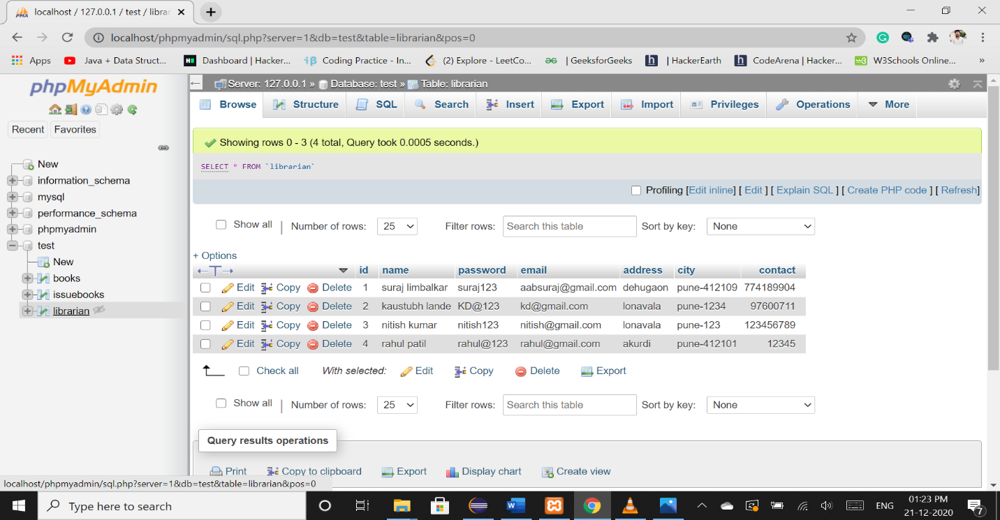 localhost / 127.0.0.1 / test / librar
localhost/phpmyadmin/sql.php?server=1&db=test&table=librarian&pos=0
Apps Java + Data Struct... Dashboard | Hacker... Coding Practice - In... (2) Explore - LeetCo... | GeeksforGeeks | HackerEarth CodeArena | Hacker... W3Schools Online... »
phpMyAdmin
Recent Favorites
New
information_schema
mysql
performance_schema
phpmyadmin
test
New
books
issuebooks
librarian
Server: 127.0.0.1 » Database: test » Table: librarian
Browse Structure SQL Search Insert Export Import Privileges Operations More
Showing rows 0 - 3 (4 total, Query took 0.0005 seconds.)
SELECT * FROM `librarian`
Profiling [Edit inline] [ Edit ] [ Explain SQL ] [ Create PHP code ] [ Refresh]
Show all | Number of rows: 25 Filter rows: Search this table Sort by key: None
+ Options
←T→ id name password email address city contact
Edit Copy Delete 1 suraj limbalkar suraj123 aabsuraj@gmail.com dehugaon pune-412109 774189904
Edit Copy Delete 2 kaustubh lande KD@123 kd@gmail.com lonavala pune-1234 97600711
Edit Copy Delete 3 nitish kumar nitish123 nitish@gmail.com lonavala pune-123 123456789
Edit Copy Delete 4 rahul patil rahul@123 rahul@gmail.com akurdi pune-412101 12345
Check all With selected: Edit Copy Delete Export
Show all | Number of rows: 25 Filter rows: Search this table Sort by key: None
Query results operations
Print Copy to clipboard Export Display chart Create view
localhost/phpmyadmin/sql.php?server=1&db=test&table=librarian&pos=0
Type here to search
ENG
01:23 PM
21-12-2020
7